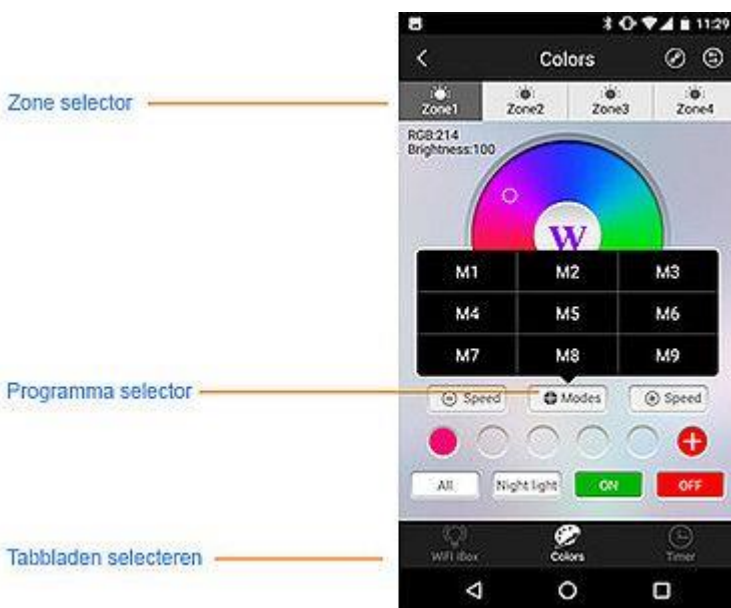 11:29
Colors
Zone selector
Zone1 Zone2 Zone3 Zone4
RGB:214
Brightness:100
W
M1 M2 M3
M4 M5 M6
M7 M8 M9
Programma selector
Speed Modes Speed
All Night light ON OFF
Tabbladen selecteren
WiFi iBox Colors Timer